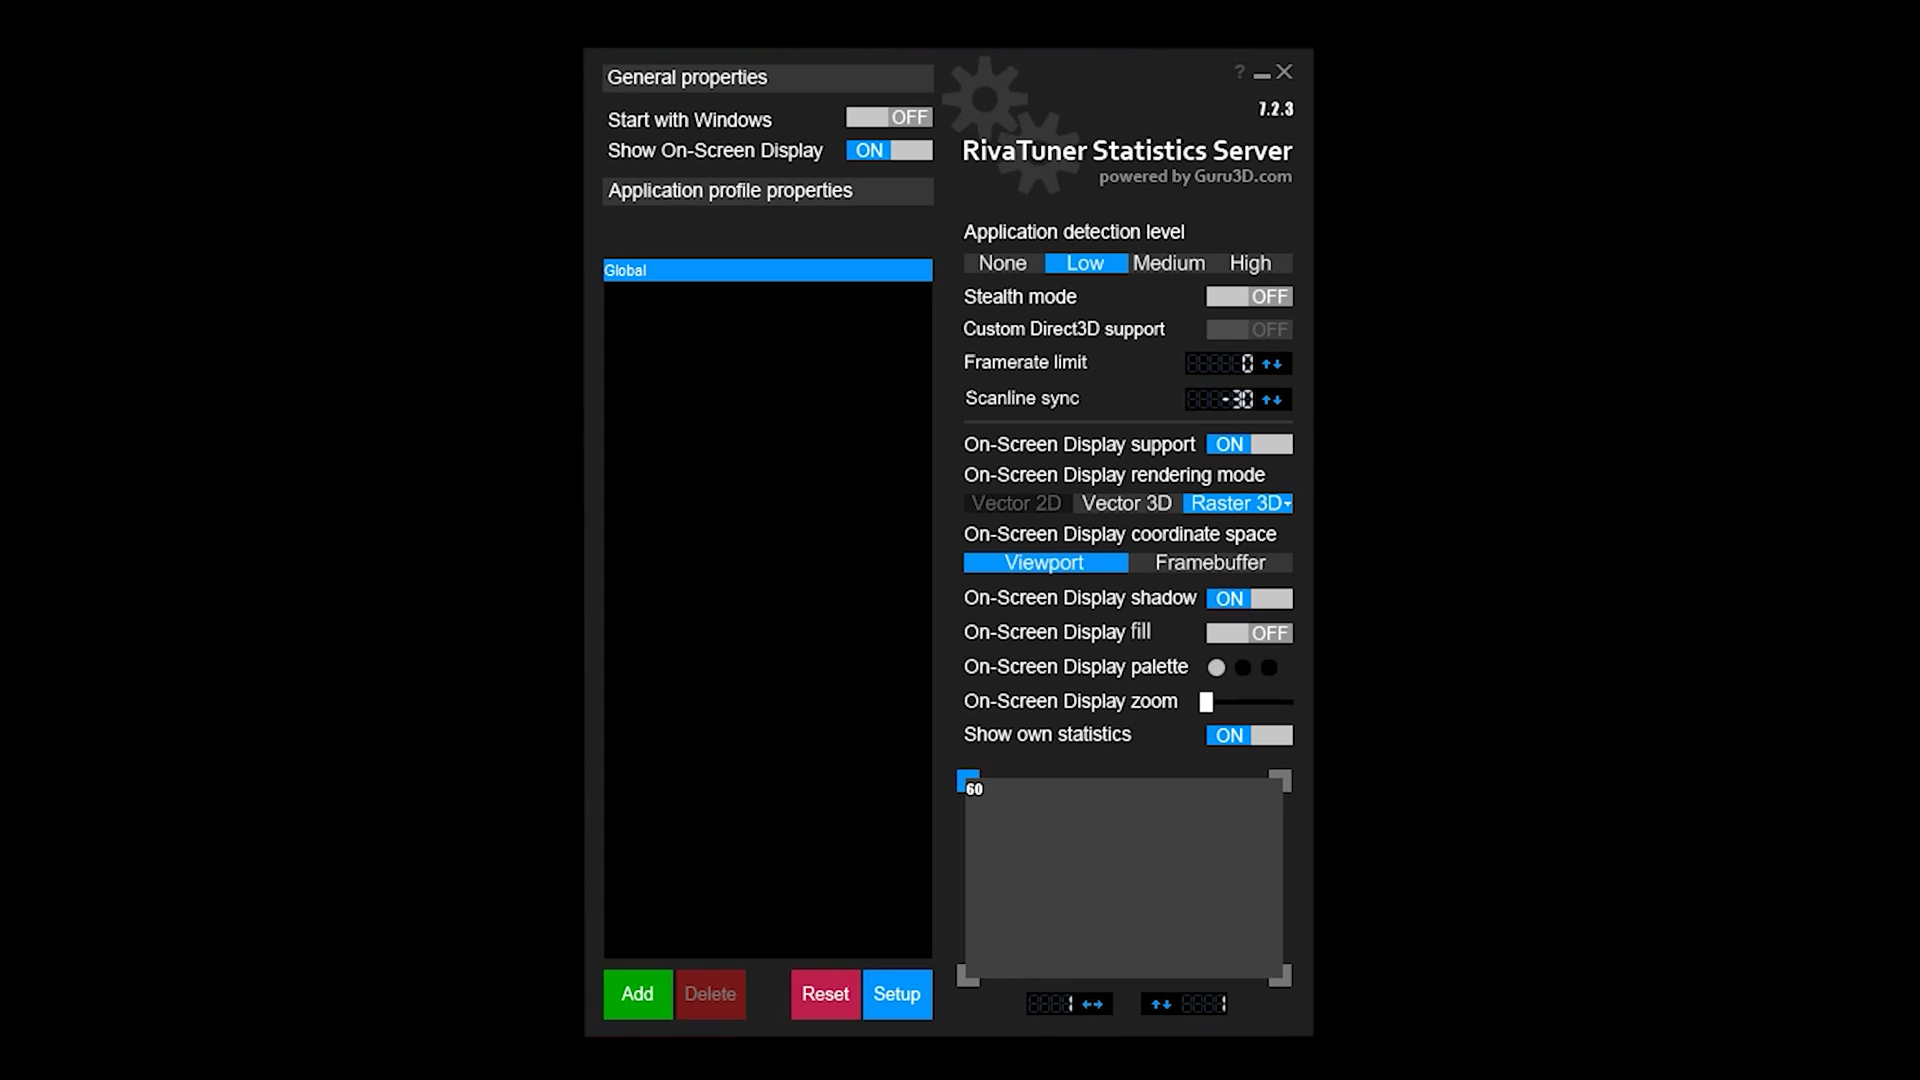 General properties
Start with Windows OFF
Show On-Screen Display ON
Application profile properties
Global
Add Delete Reset Setup
? 
7.2.3
RivaTuner Statistics Server
powered by Guru3D.com
Application detection level
None Low Medium High
Stealth mode OFF
Custom Direct3D support OFF
Framerate limit 0
Scanline sync -30
On-Screen Display support ON
On-Screen Display rendering mode
Vector 2D Vector 3D Raster 3D
On-Screen Display coordinate space
Viewport Framebuffer
On-Screen Display shadow ON
On-Screen Display fill OFF
On-Screen Display palette
On-Screen Display zoom
Show own statistics ON
60
1 1